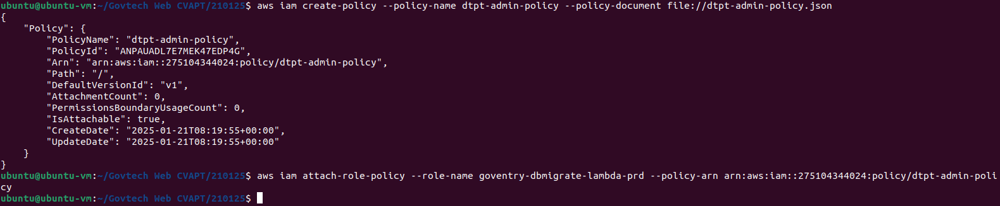 ubuntu@ubuntu-vm:~/Govtech Web CVAPT/210125$ aws iam create-policy --policy-name dtpt-admin-policy --policy-document file://dtpt-admin-policy.json
{
    "Policy": {
        "PolicyName": "dtpt-admin-policy",
        "PolicyId": "ANPAUADL7E7MEK47EDP4G",
        "Arn": "arn:aws:iam::275104344024:policy/dtpt-admin-policy",
        "Path": "/",
        "DefaultVersionId": "v1",
        "AttachmentCount": 0,
        "PermissionsBoundaryUsageCount": 0,
        "IsAttachable": true,
        "CreateDate": "2025-01-21T08:19:55+00:00",
        "UpdateDate": "2025-01-21T08:19:55+00:00"
    }
}
ubuntu@ubuntu-vm:~/Govtech Web CVAPT/210125$ aws iam attach-role-policy --role-name goventry-dbmigrate-lambda-prd --policy-arn arn:aws:iam::275104344024:policy/dtpt-admin-poli
cy
ubuntu@ubuntu-vm:~/Govtech Web CVAPT/210125$